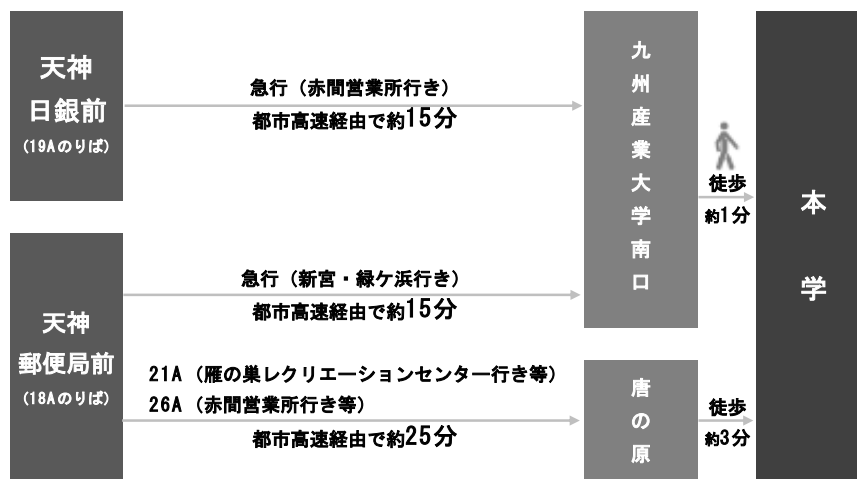 天神
日銀前
(19Aのりば)
急行（赤間営業所行き）
都市高速経由で約15分
九州産業大学南口
徒歩
約1分
本学
天神
郵便局前
(18Aのりば)
急行（新宮・緑ケ浜行き）
都市高速経由で約15分
21A（雁の巣レクリエーションセンター行き等）
26A（赤間営業所行き等）
都市高速経由で約25分
唐の原
徒歩
約3分